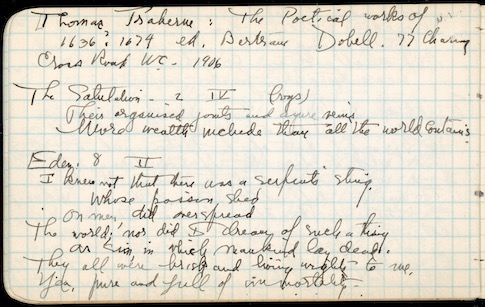 Thomas Traherne: The Poetical works of
1636? 1674 ed. Bertram Dobell. 77 Charing
Cross Road W.C. 1906
The Salutation - 2 IV (rogs)
Their organised joints and azure veins
More wealth include than all the world contains
Eden. 8 II
I knew not that there was a serpent's sting,
Whose poison shed
on men did overspread
The world; nor did I dream of such a thing
as sin in which mankind lay dead.
They all were brisk and living wights to me,
Yea, pure and full of immortality.